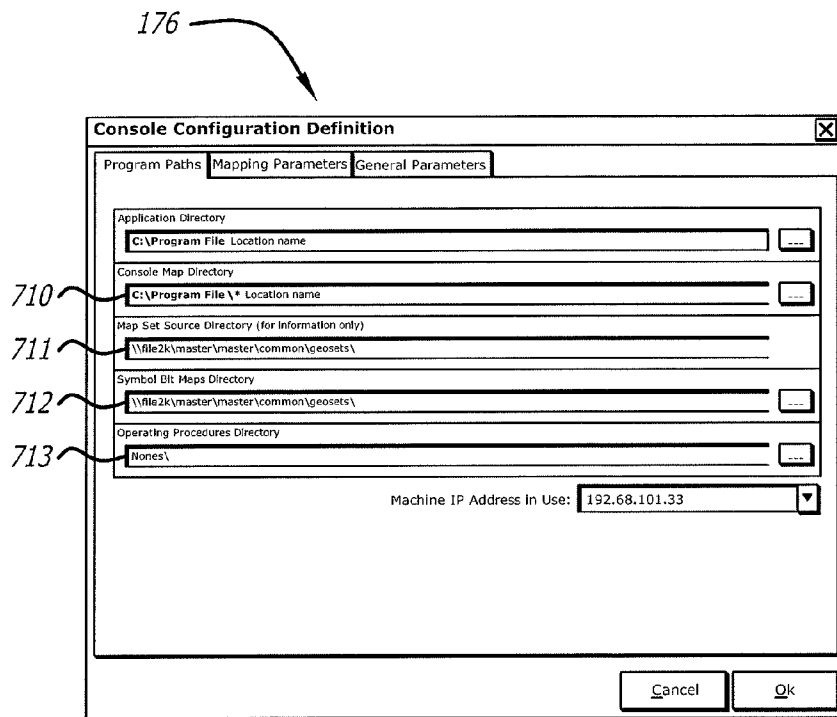 176
Console Configuration Definition
Program Paths Mapping Parameters General Parameters
Application Directory
C:\Program File Location name ...
Console Map Directory
710 C:\Program File \* Location name ...
Map Set Source Directory (for information only)
711 \\file2k\master\master\common\geosets\
Symbol Bit Maps Directory
712 \\file2k\master\master\common\geosets\ ...
Operating Procedures Directory
713 Nones\ ...
Machine IP Address in Use: 192.68.101.33
Cancel Ok